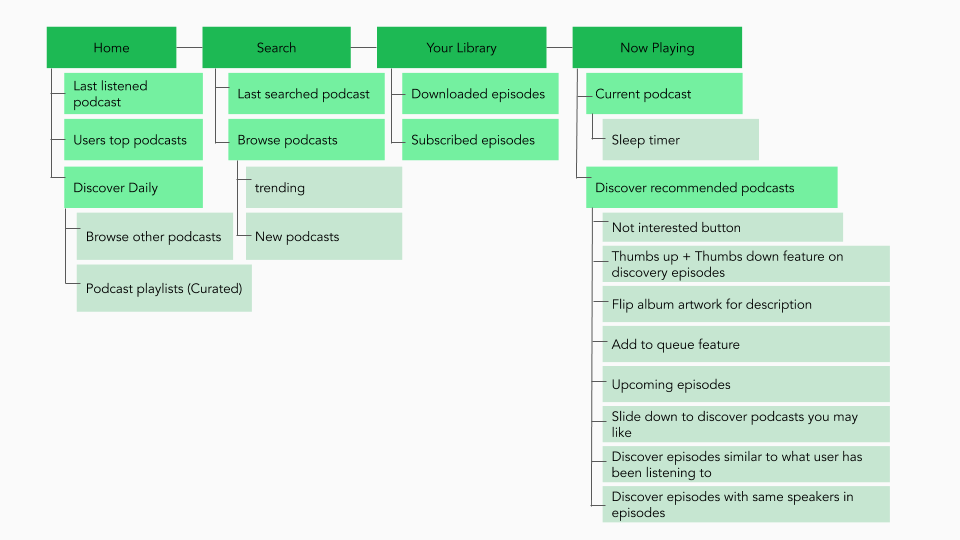 Home
Search
Your Library
Now Playing
Last listened
podcast
Users top podcasts
Discover Daily
Browse other podcasts
Podcast playlists (Curated)
Last searched podcast
Browse podcasts
trending
New podcasts
Downloaded episodes
Subscribed episodes
Current podcast
Sleep timer
Discover recommended podcasts
Not interested button
Thumbs up + Thumbs down feature on
discovery episodes
Flip album artwork for description
Add to queue feature
Upcoming episodes
Slide down to discover podcasts you may
like
Discover episodes similar to what user has
been listening to
Discover episodes with same speakers in
episodes